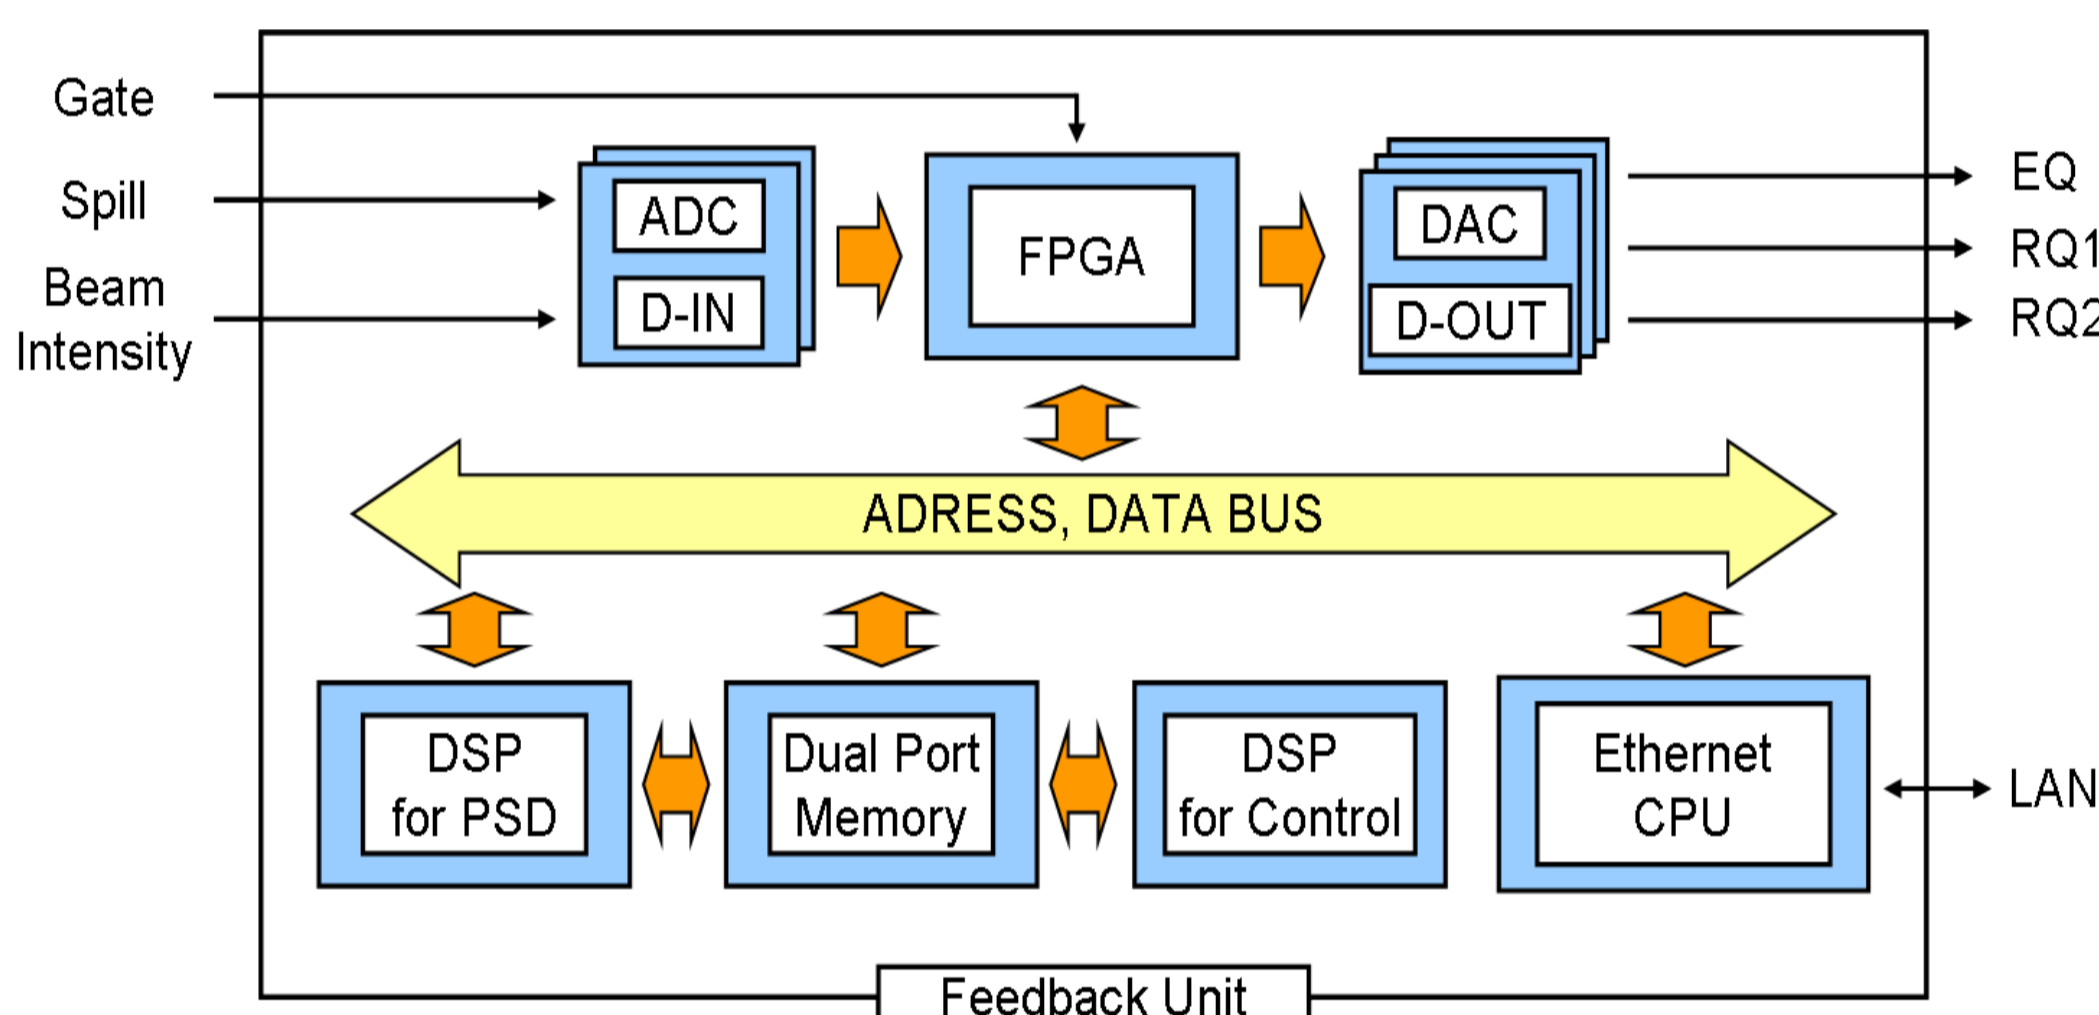 Gate
Spill
Beam
Intensity
ADC
D-IN
FPGA
DAC
D-OUT
EQ
RQ1
RQ2
ADRESS, DATA BUS
DSP
for PSD
Dual Port
Memory
DSP
for Control
Ethernet
CPU
LAN
Feedback Unit